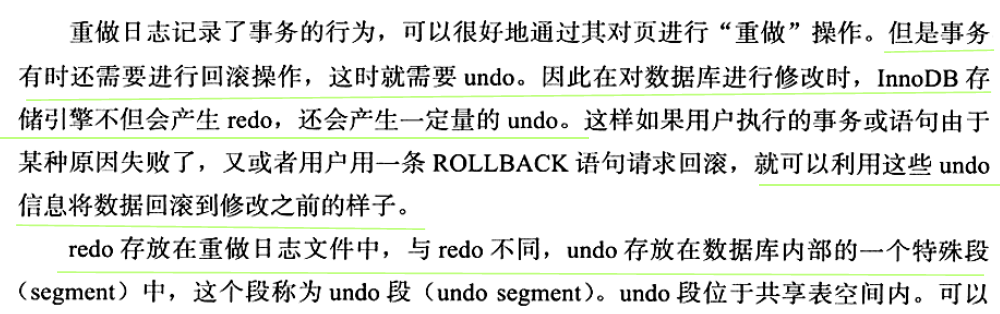 重做日志记录了事务的行为，可以很好地通过其对页进行“重做”操作。但是事务
有时还需要进行回滚操作，这时就需要 undo。因此在对数据库进行修改时，InnoDB 存
储引擎不但会产生 redo，还会产生一定量的 undo。这样如果用户执行的事务或语句由于
某种原因失败了，又或者用户用一条 ROLLBACK 语句请求回滚，就可以利用这些 undo
信息将数据回滚到修改之前的样子。
redo 存放在重做日志文件中，与 redo 不同，undo 存放在数据库内部的一个特殊段
（segment）中，这个段称为 undo 段（undo segment）。undo 段位于共享表空间内。可以